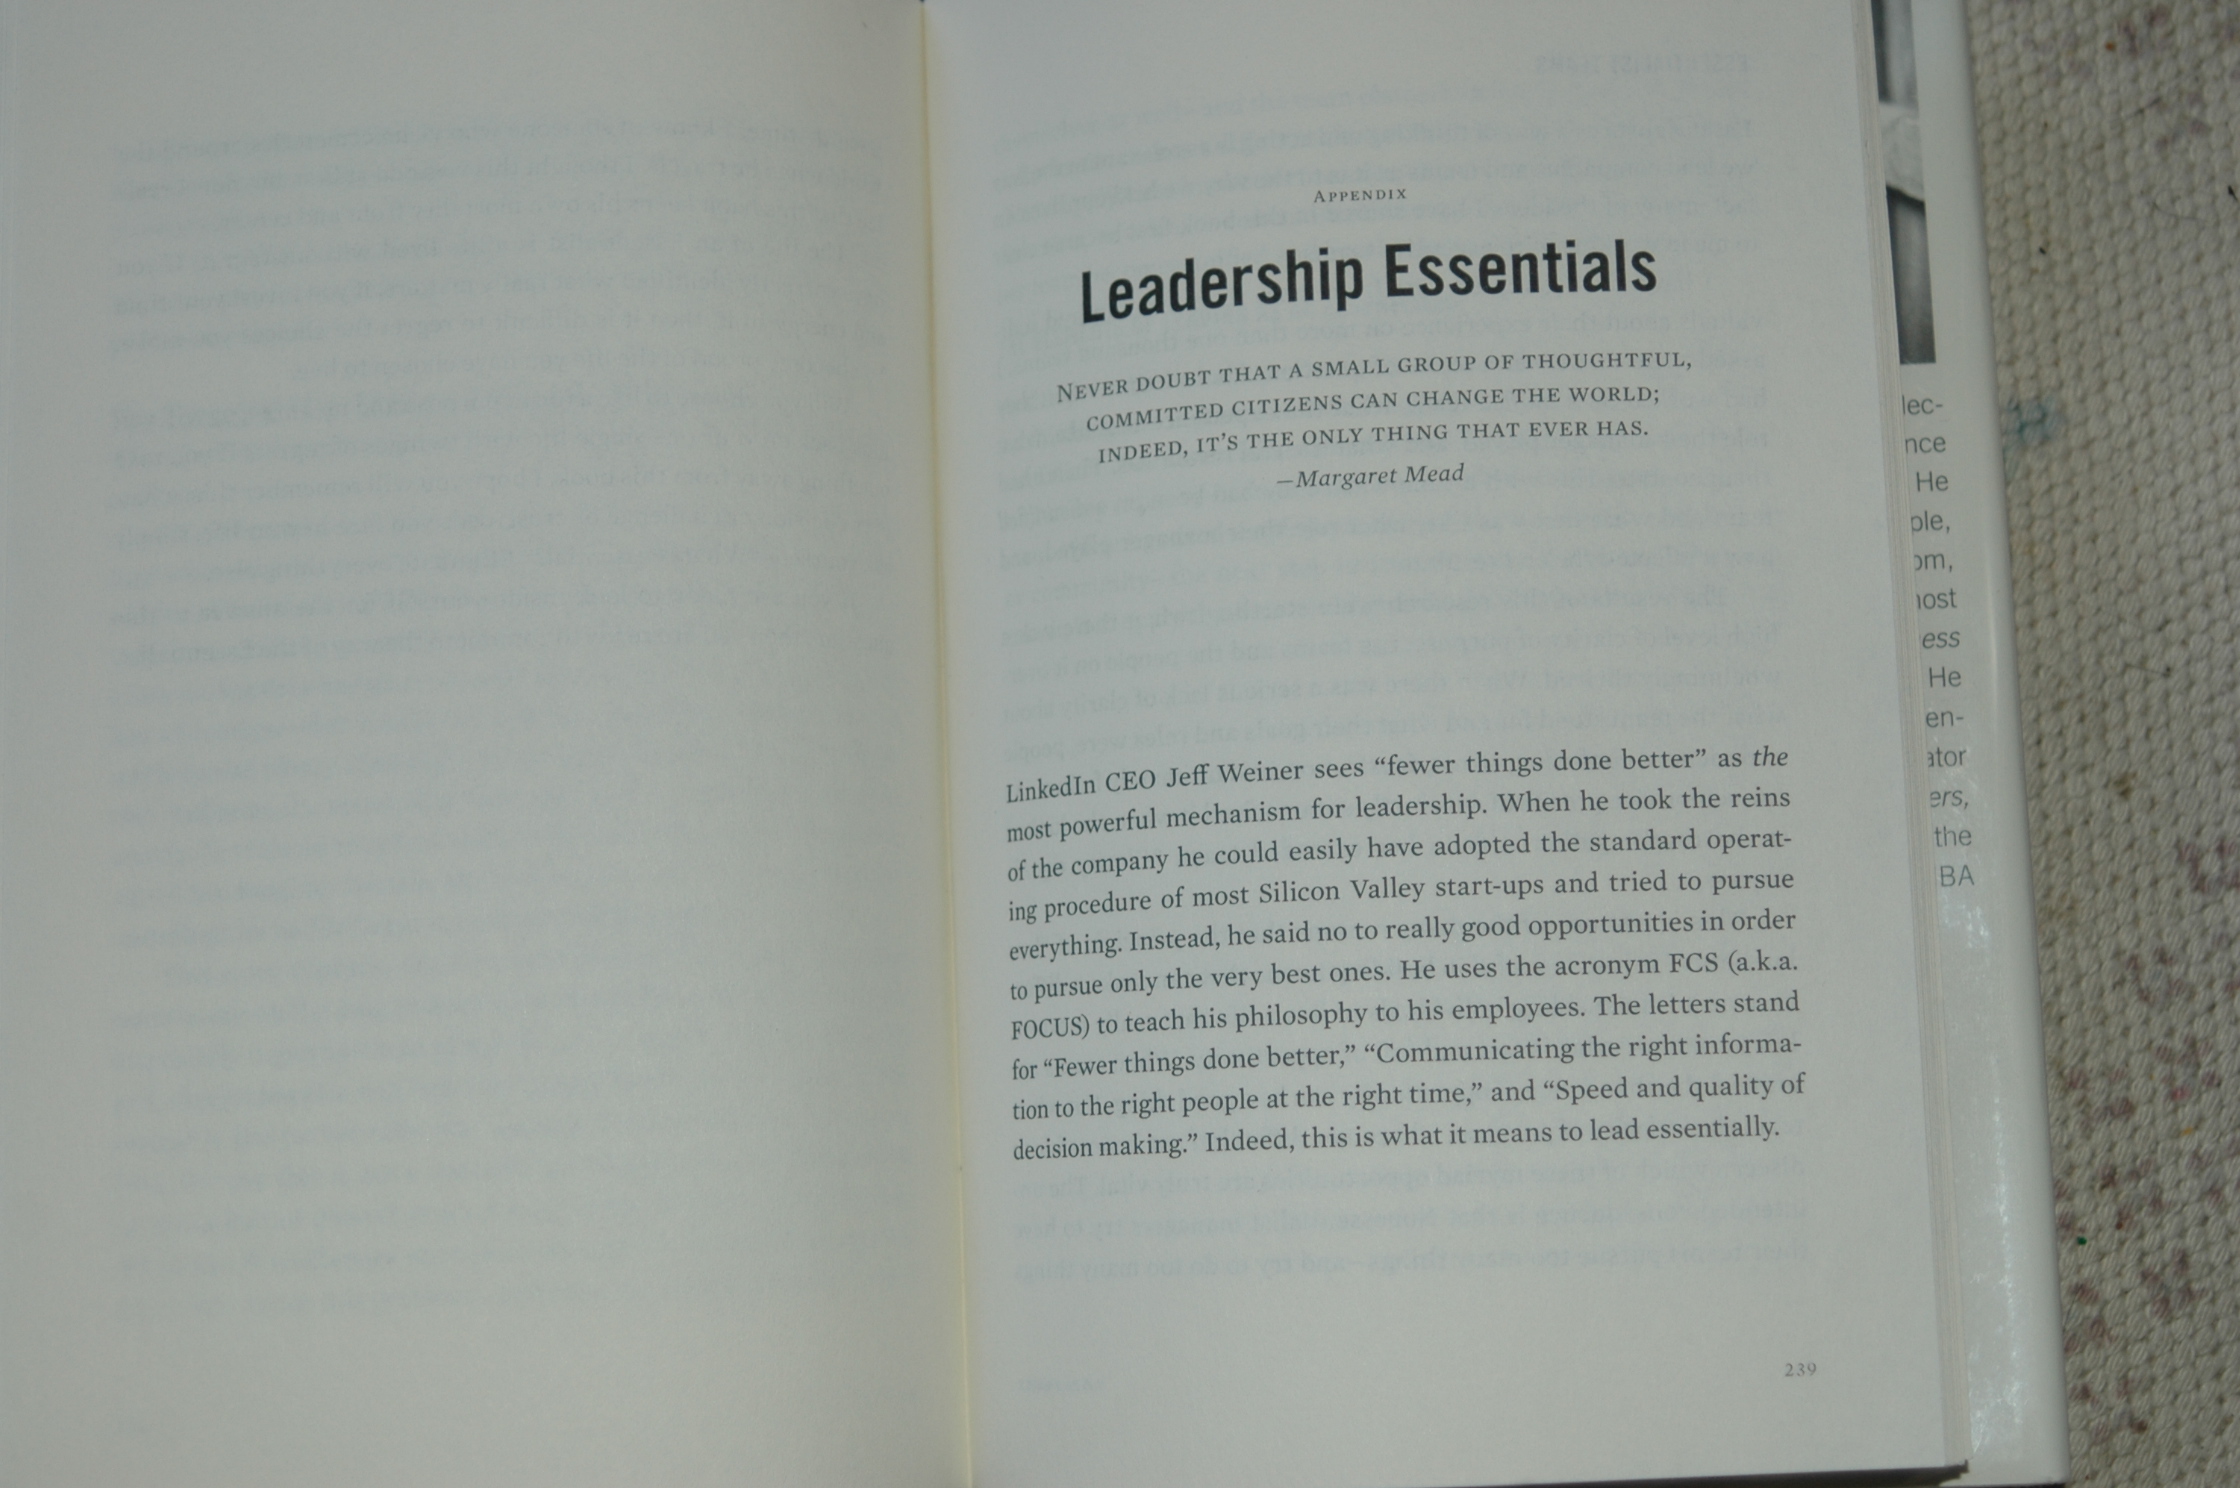 APPENDIX
Leadership Essentials
NEVER DOUBT THAT A SMALL GROUP OF THOUGHTFUL,
COMMITTED CITIZENS CAN CHANGE THE WORLD;
INDEED, IT'S THE ONLY THING THAT EVER HAS.
—Margaret Mead
LinkedIn CEO Jeff Weiner sees “fewer things done better” as the
most powerful mechanism for leadership. When he took the reins
of the company he could easily have adopted the standard operat-
ing procedure of most Silicon Valley start-ups and tried to pursue
everything. Instead, he said no to really good opportunities in order
to pursue only the very best ones. He uses the acronym FCS (a.k.a.
FOCUS) to teach his philosophy to his employees. The letters stand
for “Fewer things done better,” “Communicating the right informa-
tion to the right people at the right time,” and “Speed and quality of
decision making.” Indeed, this is what it means to lead essentially.
239
lec-
nce
He
ple,
om,
nost
ess
He
en-
ator
ers,
the
BA